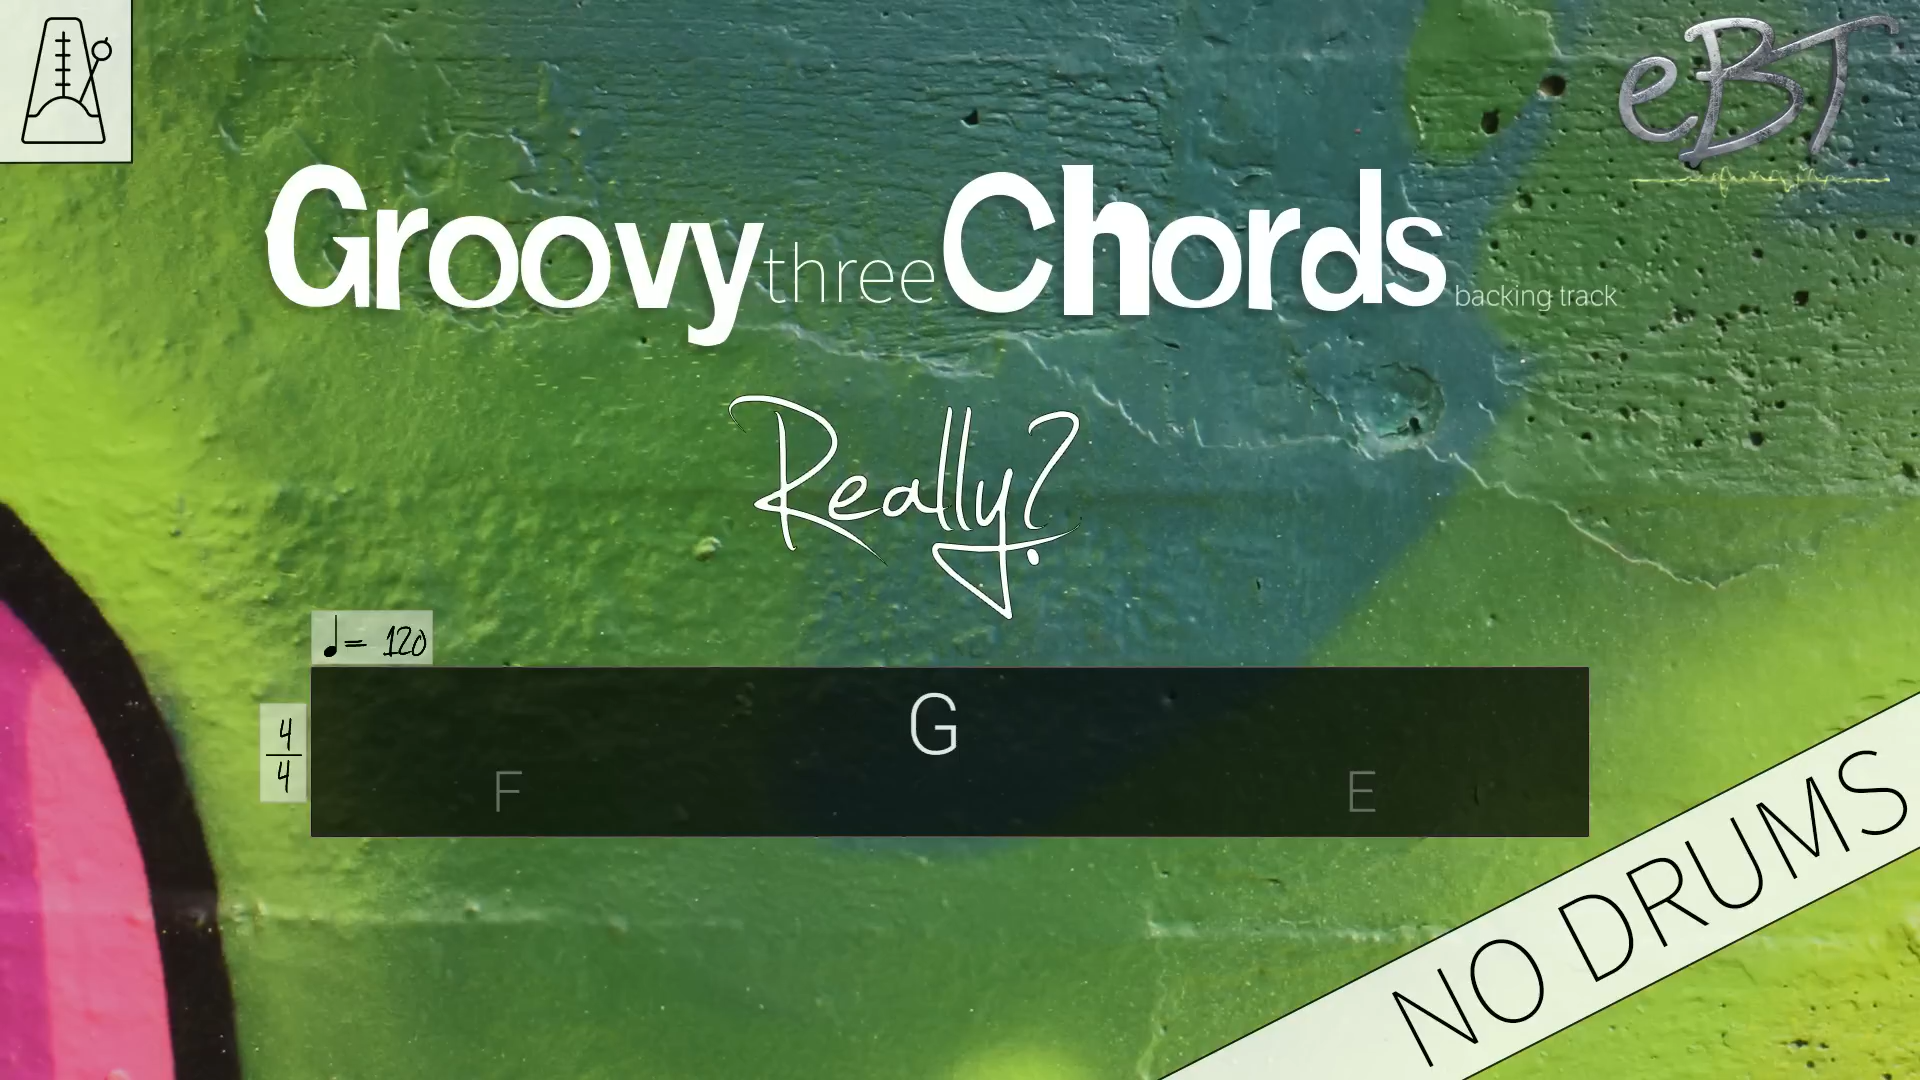 eBT
Groovy three Chords backing track
Really?
♩= 120
4
4
G
F E
NO DRUMS